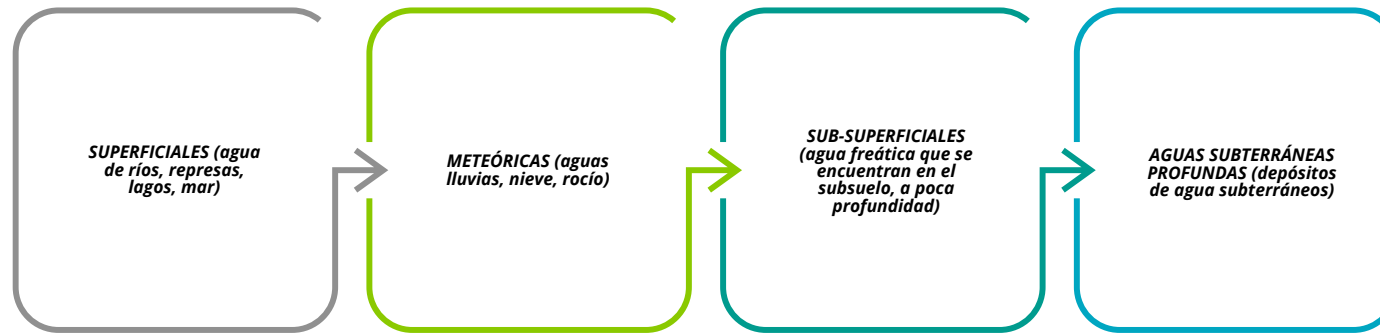 SUPERFICIALES (agua
de ríos, represas,
lagos, mar)
METEÓRICAS (aguas
lluvias, nieve, rocío)
SUB-SUPERFICIALES
(agua freática que se
encuentran en el
subsuelo, a poca
profundidad)
AGUAS SUBTERRÁNEAS
PROFUNDAS (depósitos
de agua subterráneos)